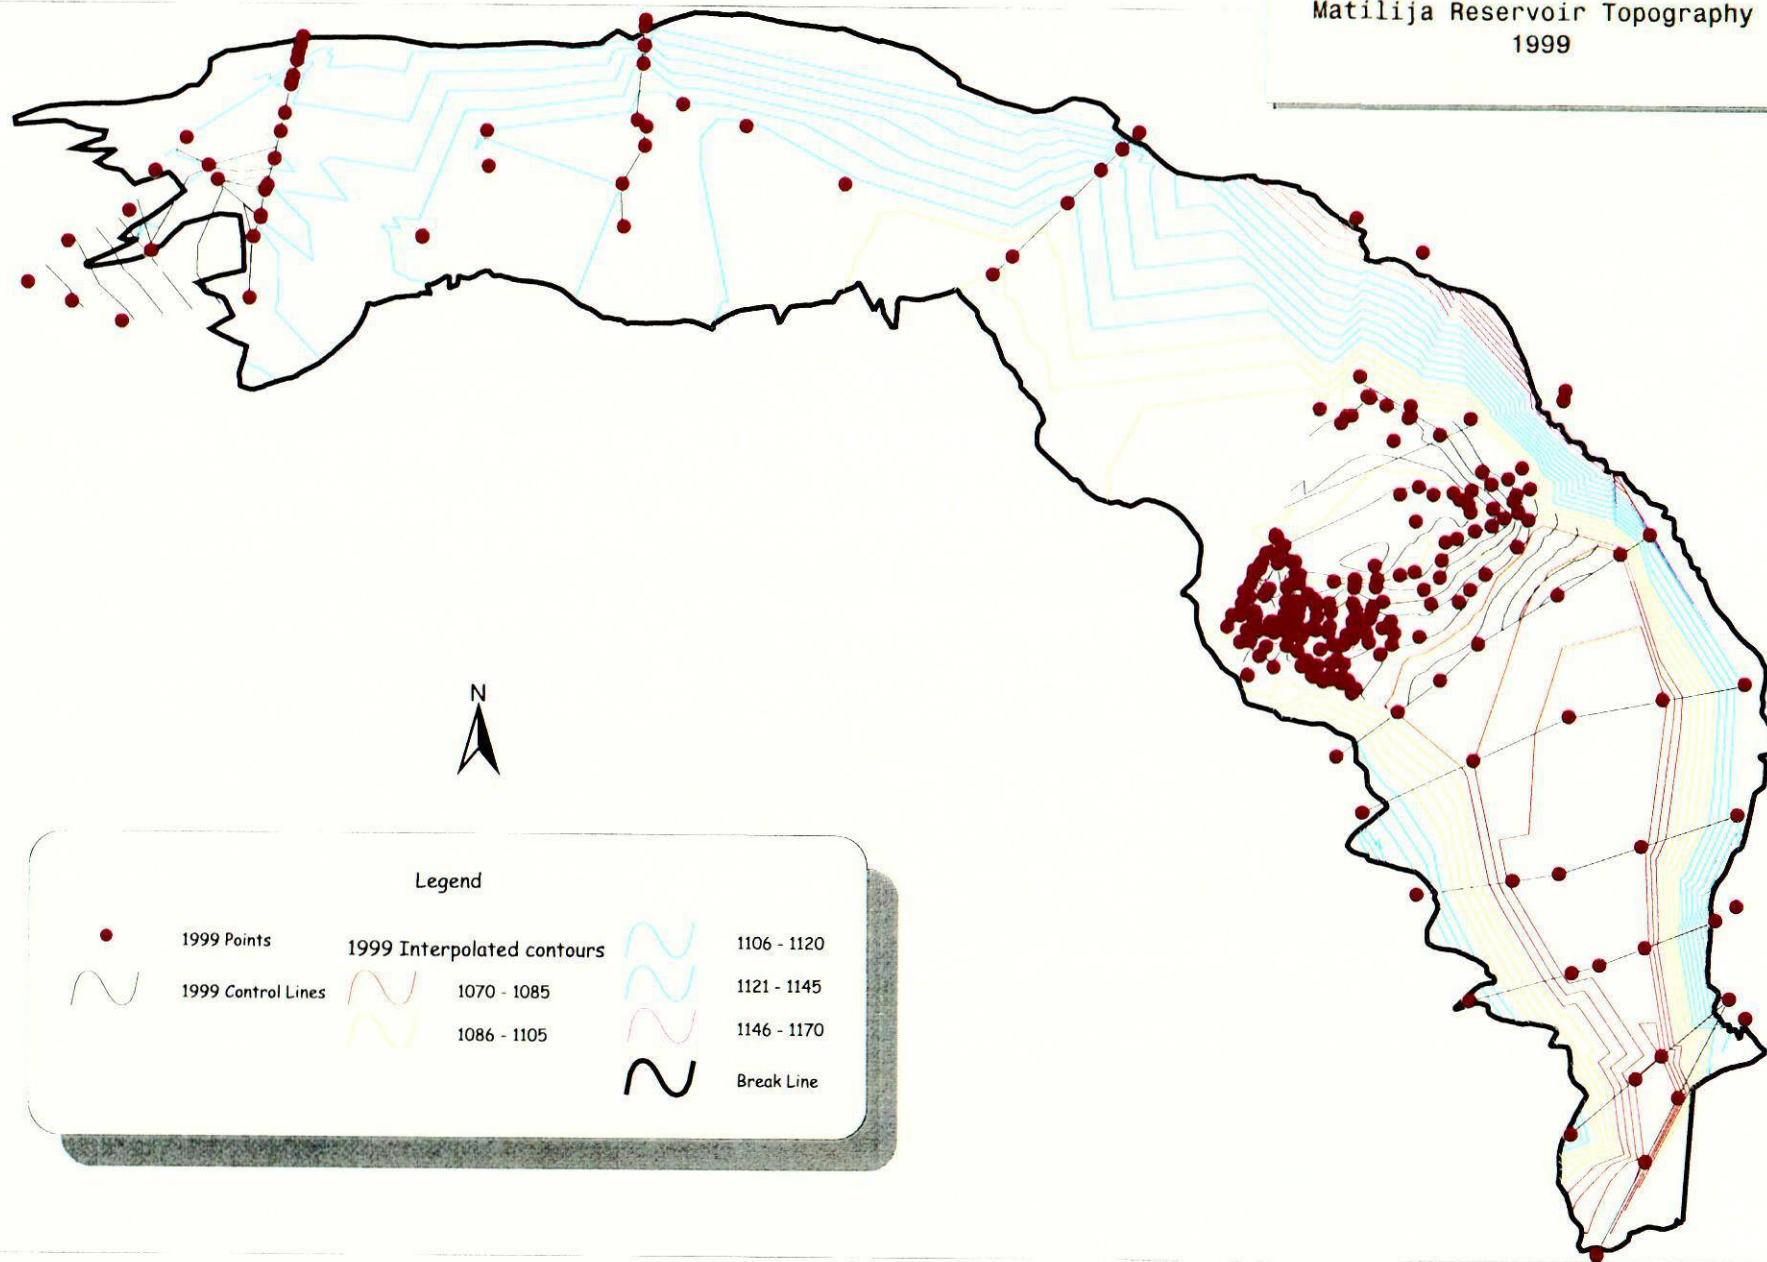 Matilija Reservoir Topography
1999
N
Legend
1999 Points
1999 Control Lines
1999 Interpolated contours
1070 - 1085
1086 - 1105
1106 - 1120
1121 - 1145
1146 - 1170
Break Line